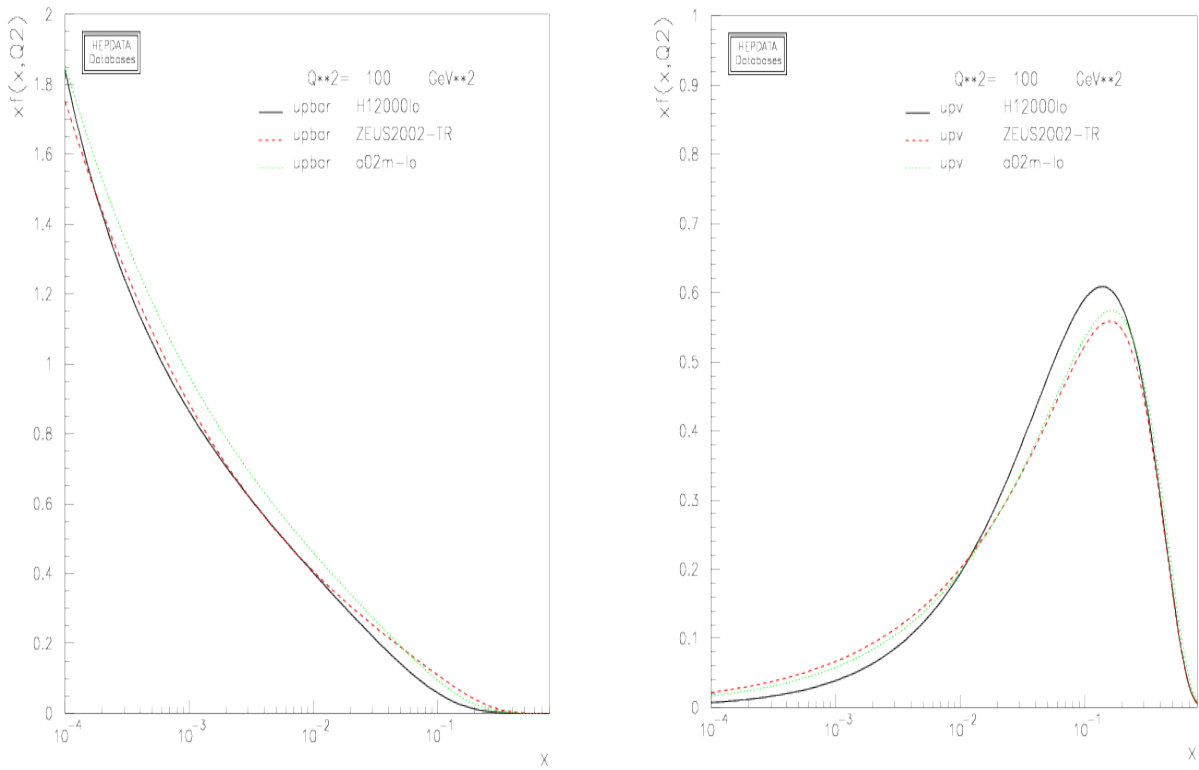 2
1.8
1.6
1.4
1.2
1
0.8
0.6
0.4
0.2
0
xf(x,Q2)
HEPDATA
Databases
Q**2= 100 GeV**2
upbar H12000lo
upbar ZEUS2002-TR
upbar a02m-lo
10-4
10-3
10-2
10-1
X
1
0.9
0.8
0.7
0.6
0.5
0.4
0.3
0.2
0.1
0
xf(x,Q2)
HEPDATA
Databases
Q**2= 100 GeV**2
upv H12000lo
upv ZEUS2002-TR
upv a02m-lo
10-4
10-3
10-2
10-1
X